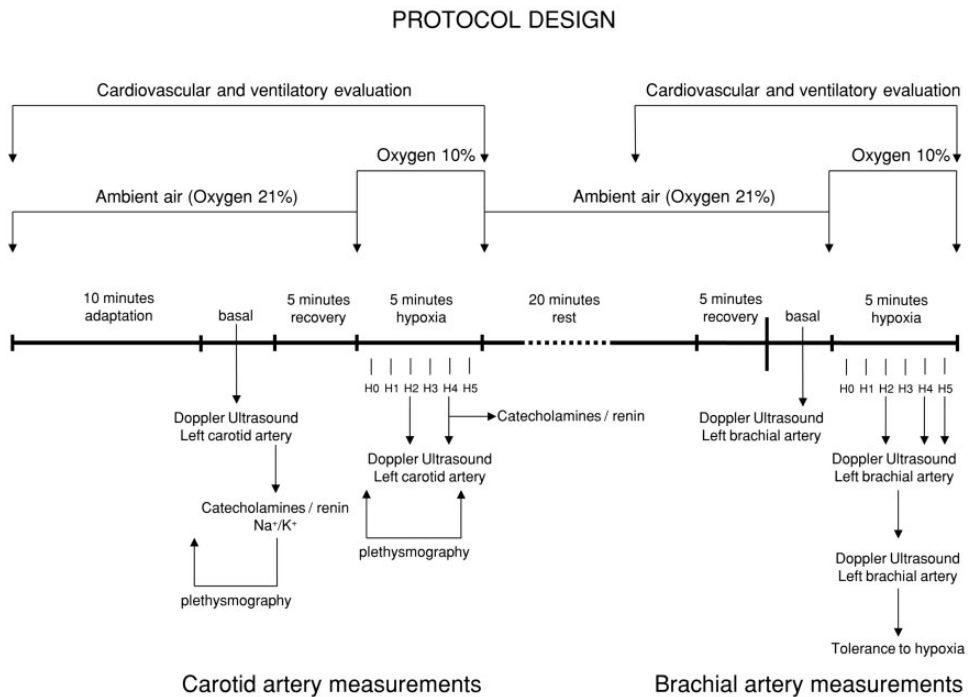 PROTOCOL DESIGN
Cardiovascular and ventilatory evaluation
Cardiovascular and ventilatory evaluation
Oxygen 10%
Oxygen 10%
Ambient air (Oxygen 21%)
Ambient air (Oxygen 21%)
10 minutes
adaptation
basal
5 minutes
recovery
5 minutes
hypoxia
20 minutes
rest
5 minutes
recovery
basal
5 minutes
hypoxia
H0 H1 H2 H3 H4 H5
H0 H1 H2 H3 H4 H5
Doppler Ultrasound
Left carotid artery
Catecholamines / renin
Doppler Ultrasound
Left brachial artery
Doppler Ultrasound
Left carotid artery
Doppler Ultrasound
Left brachial artery
Catecholamines / renin
Na⁺/K⁺
plethysmography
plethysmography
Doppler Ultrasound
Left brachial artery
Tolerance to hypoxia
Carotid artery measurements
Brachial artery measurements